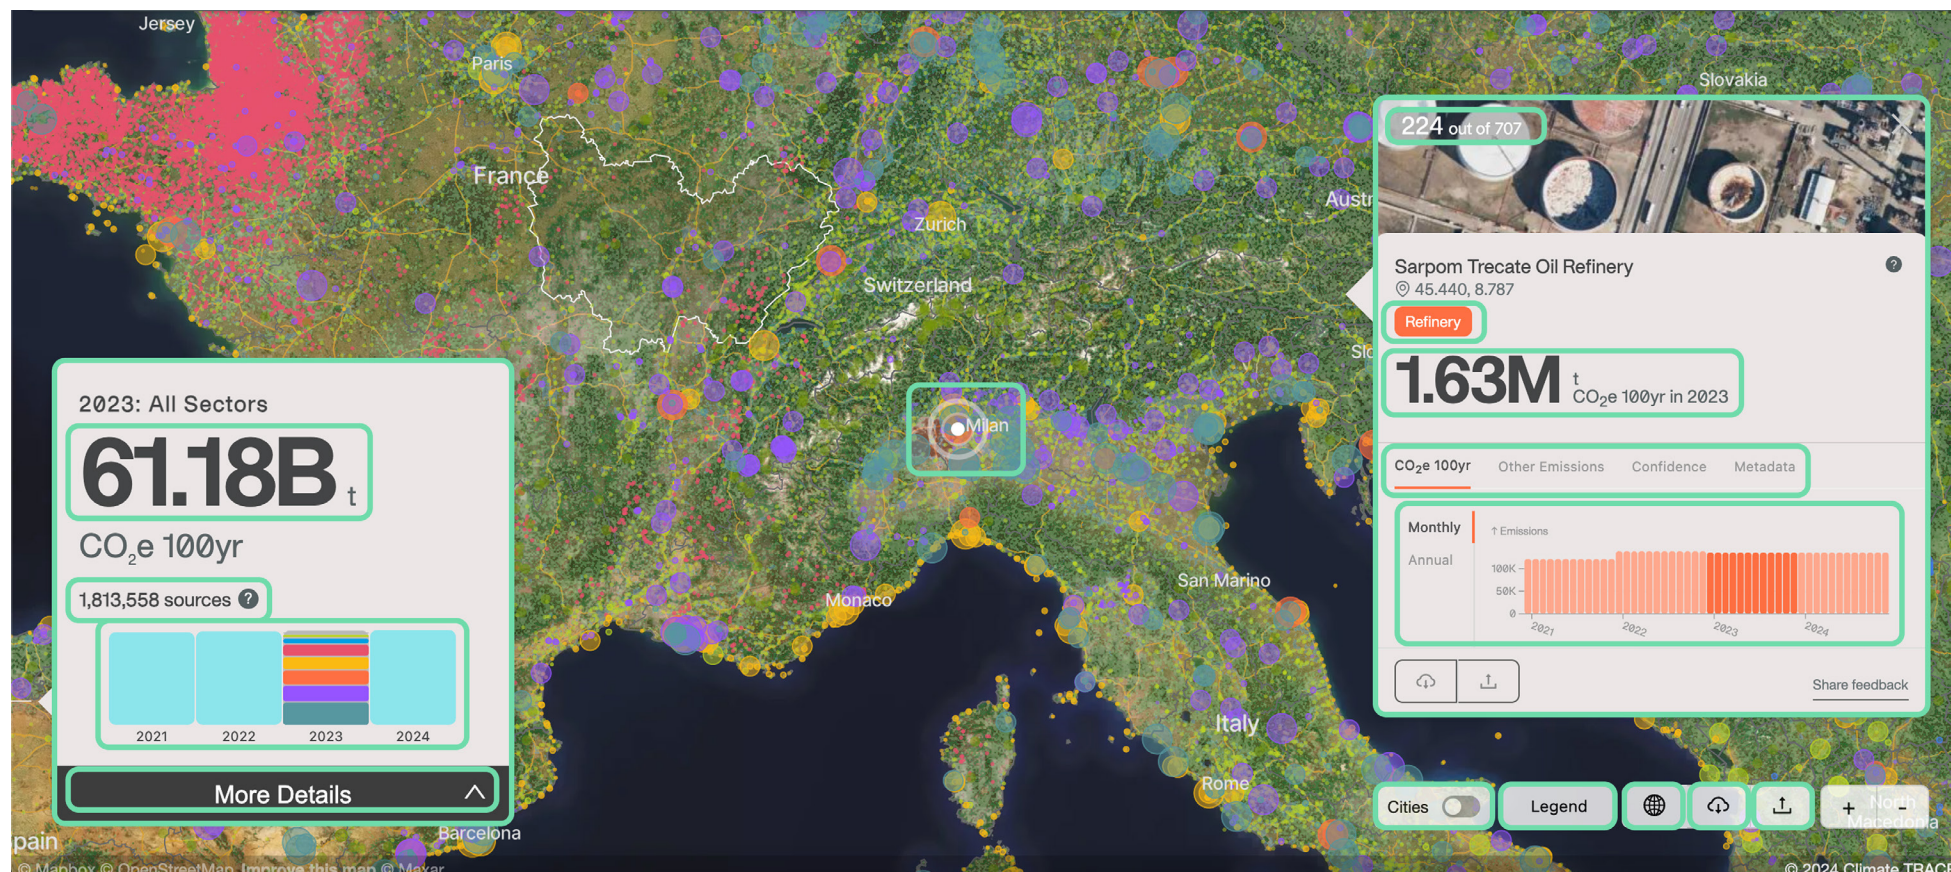 Jersey
Paris
France
Zurich
Switzerland
Milan
Monaco
San Marino
Italy
Rome
Barcelona
Slovakia
Austr
Slo
North
Macedonia
pain
2023: All Sectors
61.18B t
CO₂e 100yr
1,813,558 sources ?
2021 2022 2023 2024
More Details
224 out of 707
Sarpom Trecate Oil Refinery ?
45.440, 8.787
Refinery
1.63M t
CO₂e 100yr in 2023
CO₂e 100yr Other Emissions Confidence Metadata
Monthly
Annual
↑ Emissions
100K
50K
0
2021 2022 2023 2024
Share feedback
Cities
Legend
+ −
© Mapbox © OpenStreetMap Improve this map © Maxar
© 2024 Climate TRACE